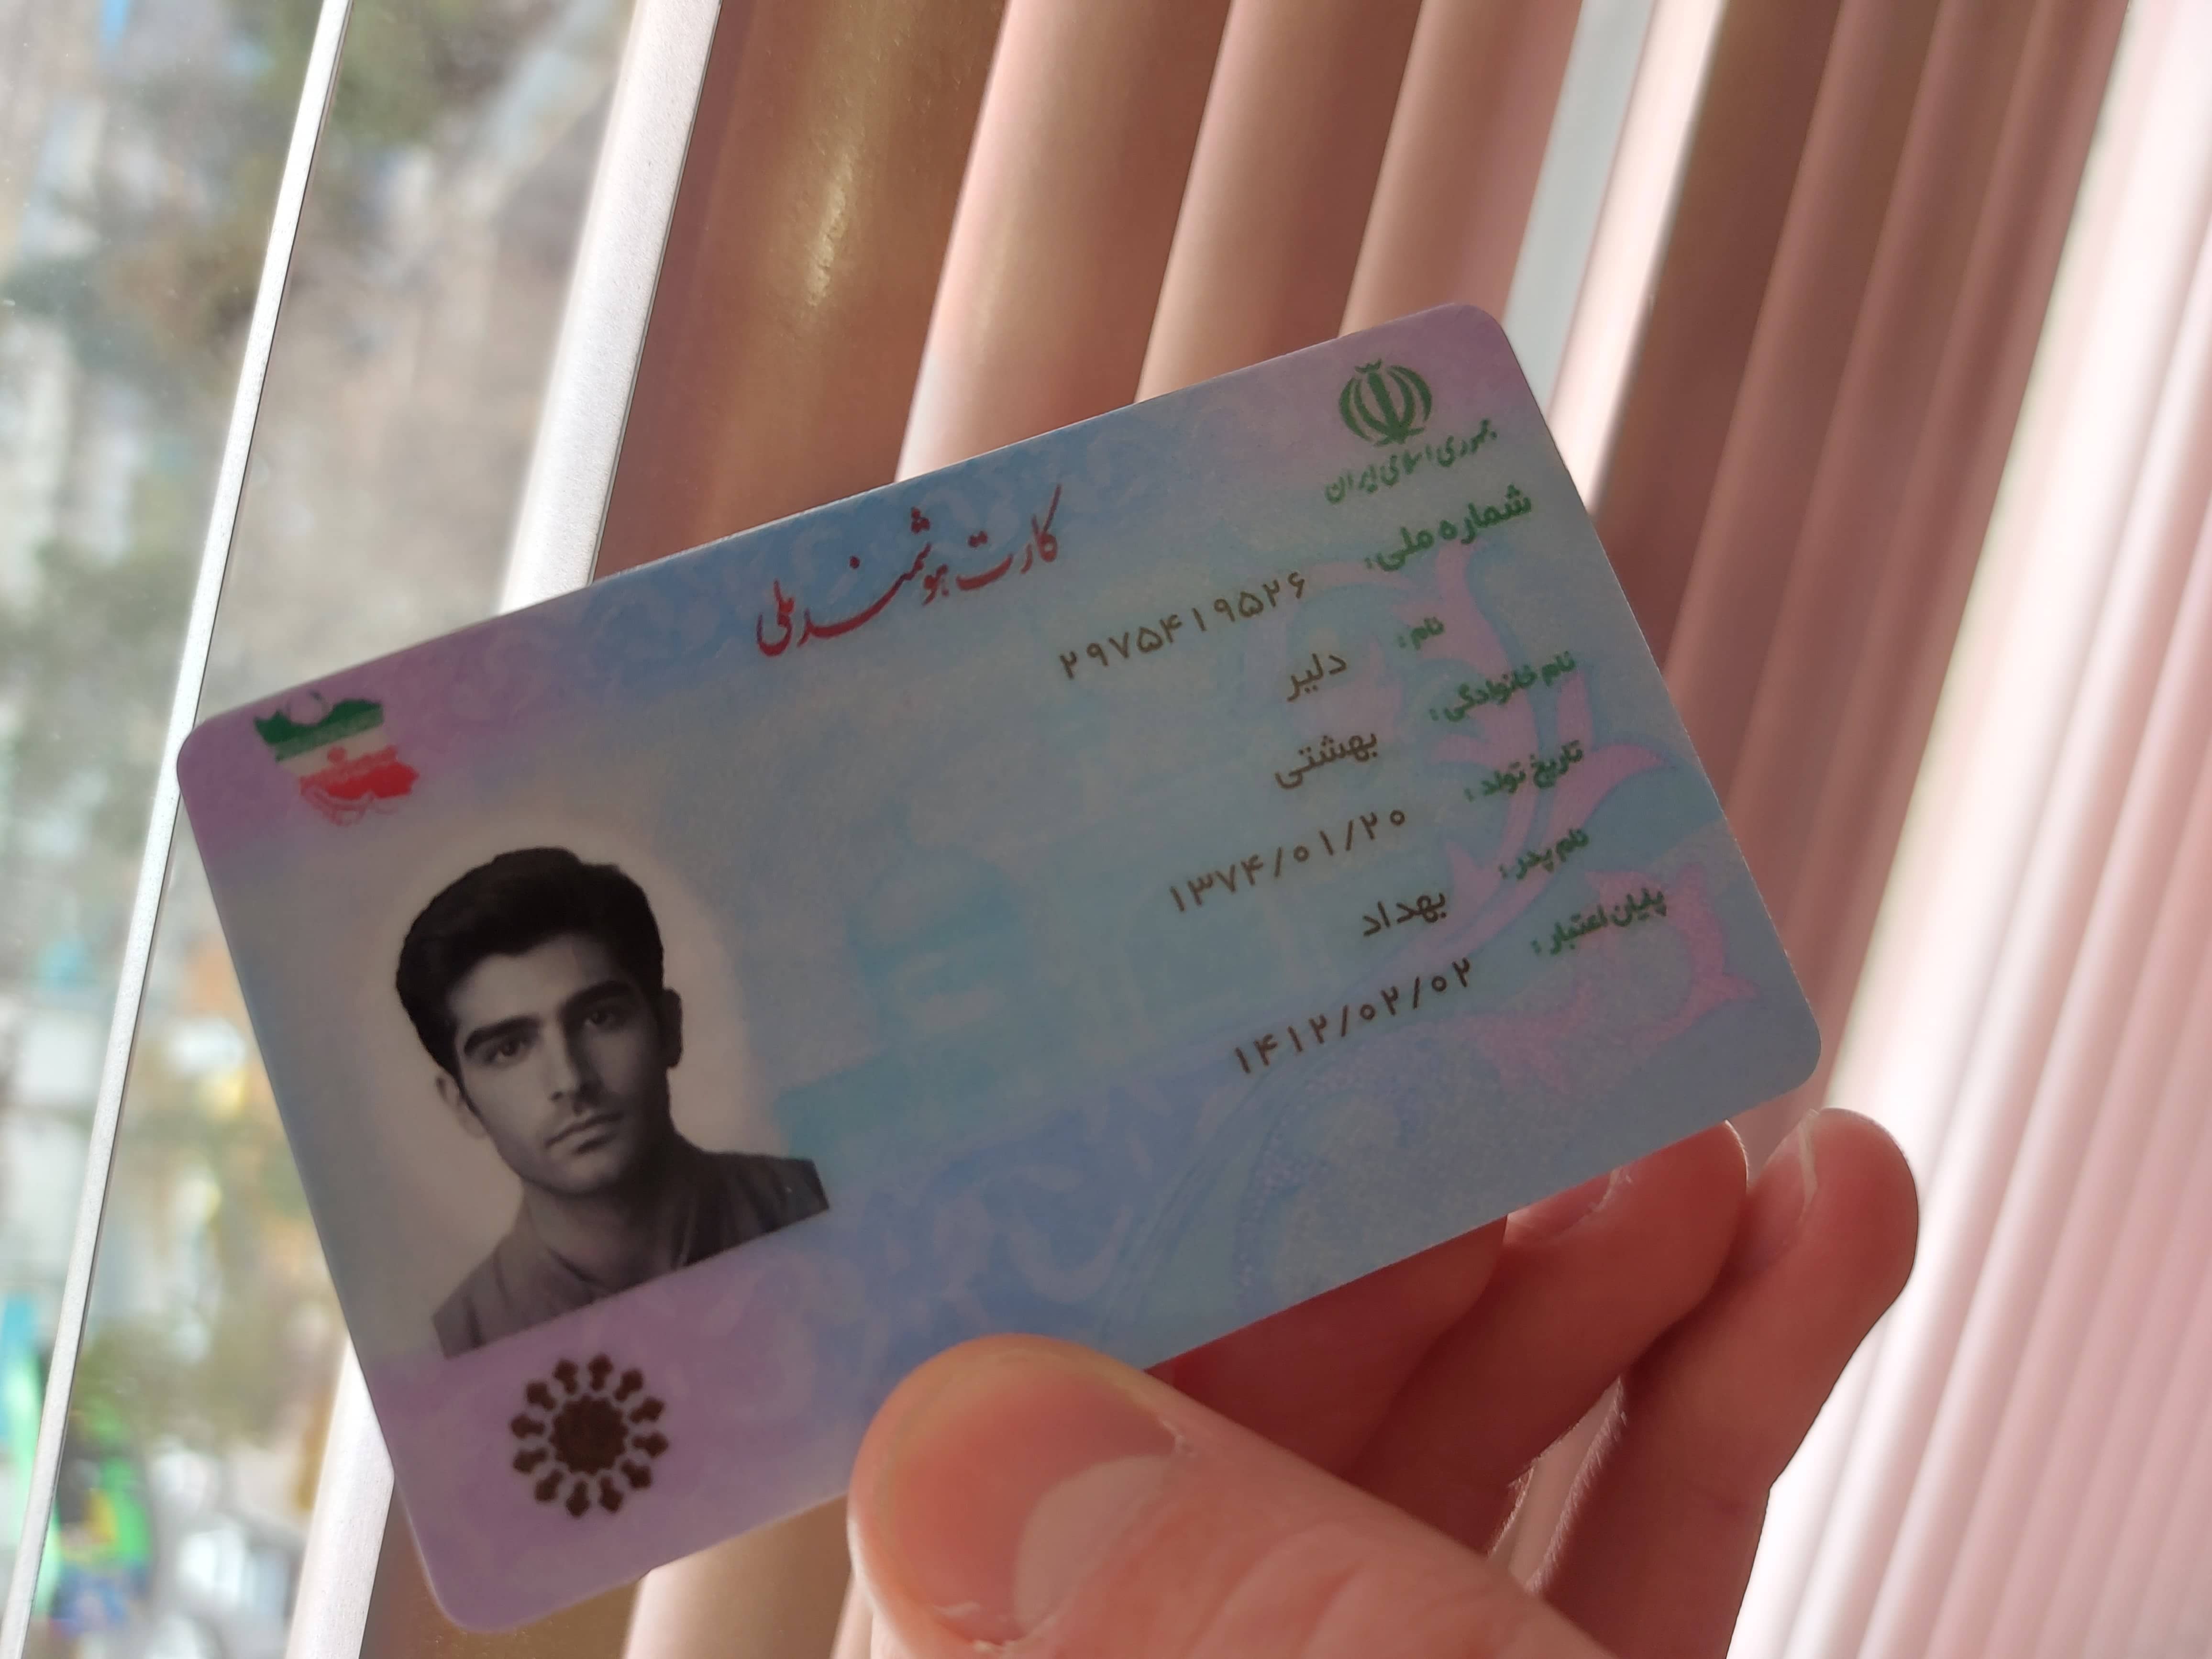 جمهوری اسلامی ایران
کارت هوشمند ملی
شماره ملی: ۲۹۷۵۴۱۹۵۲۶
نام: دلیر
نام خانوادگی: بهشتی
تاریخ تولد: ۱۳۷۴/۰۱/۲۰
نام پدر: بهداد
پایان اعتبار: ۱۴۱۲/۰۲/۰۲